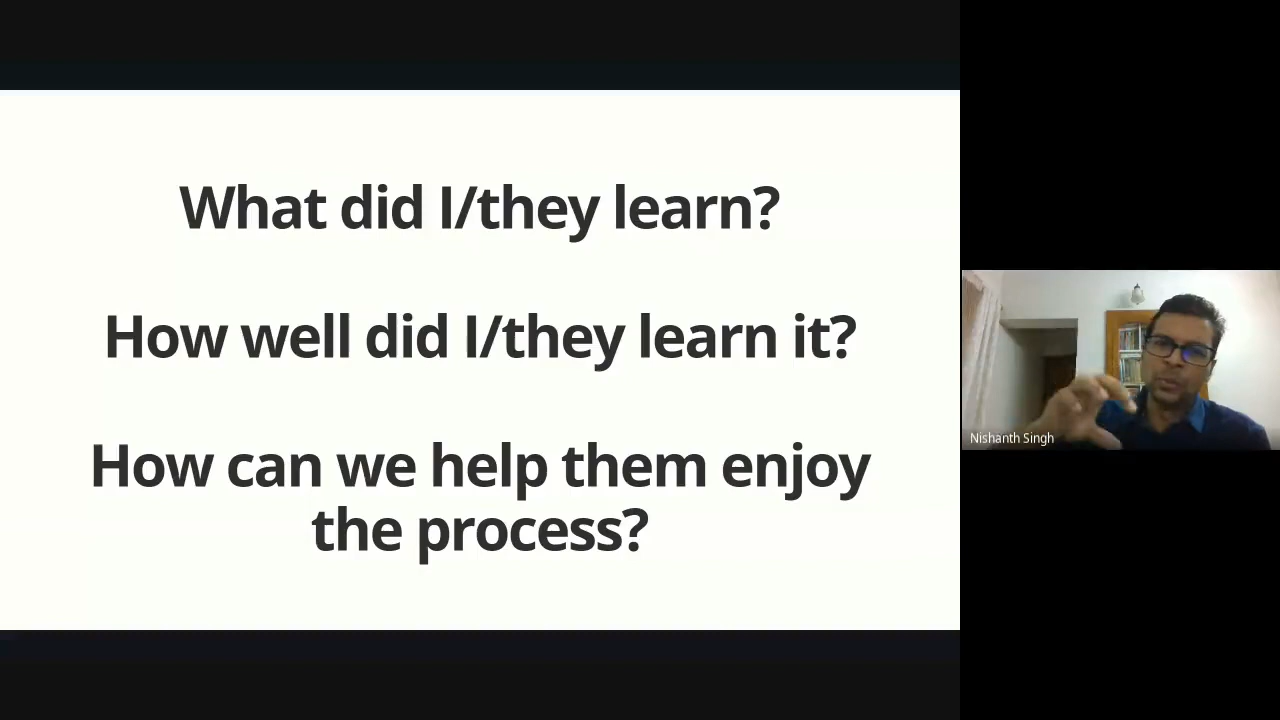 What did I/they learn?
How well did I/they learn it?
How can we help them enjoy
the process?
Nishanth Singh